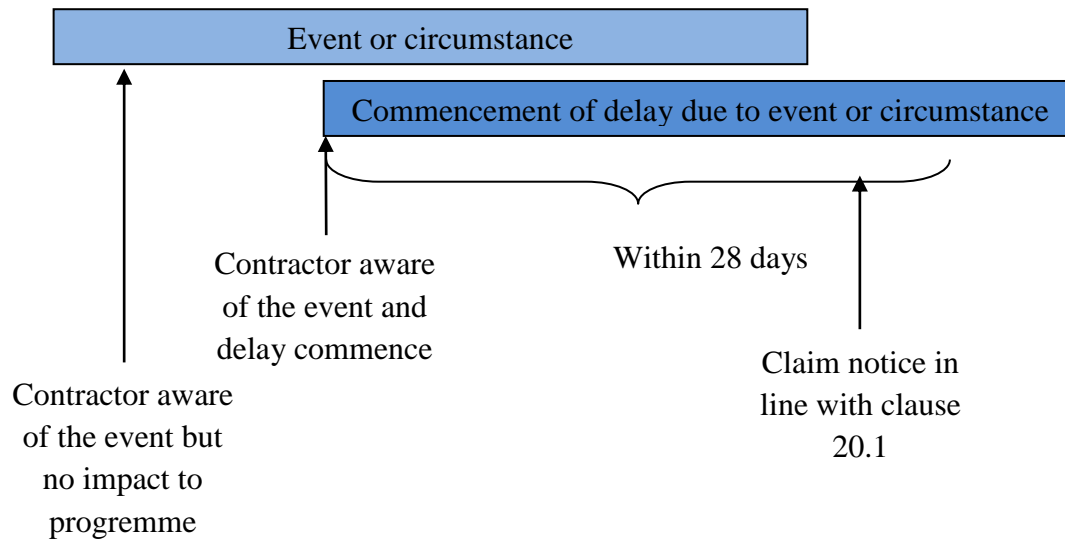 Event or circumstance
Commencement of delay due to event or circumstance
Within 28 days
Contractor aware
of the event and
delay commence
Claim notice in
line with clause
20.1
Contractor aware
of the event but
no impact to
progremme